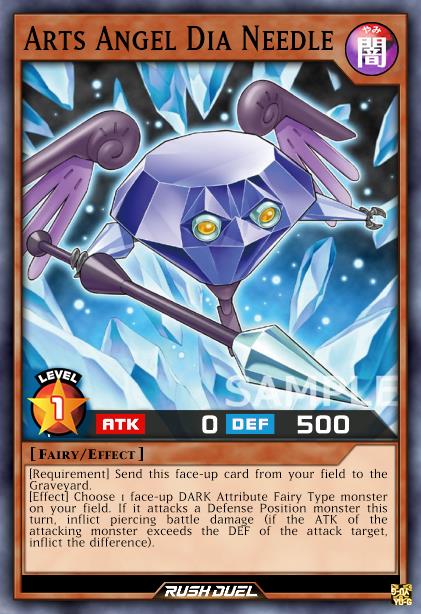 Arts Angel Dia Needle
やみ
闇
SAMPLE
LEVEL
1
ATK 0 DEF 500
[Fairy/Effect]
[Requirement] Send this face-up card from your field to the
Graveyard.
[Effect] Choose 1 face-up DARK Attribute Fairy Type monster
on your field. If it attacks a Defense Position monster this
turn, inflict piercing battle damage (if the ATK of the
attacking monster exceeds the DEF of the attack target,
inflict the difference).
RUSH DUEL